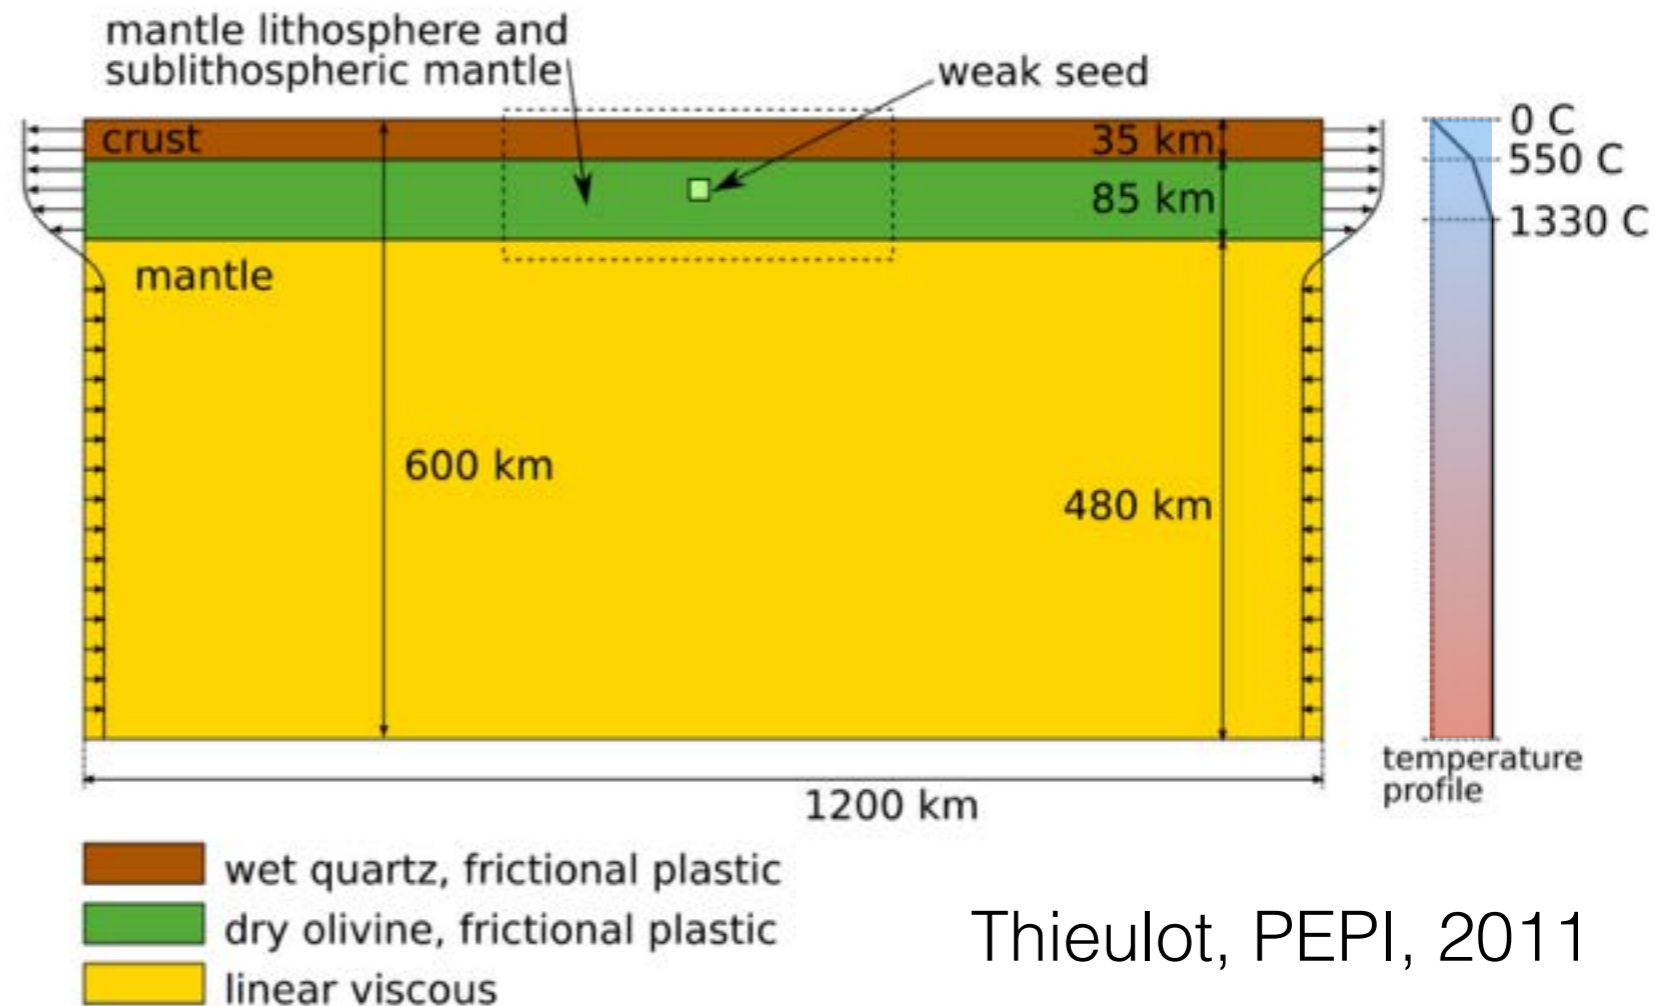 mantle lithosphere and
sublithospheric mantle
weak seed
crust
35 km
0 C
550 C
85 km
1330 C
mantle
600 km
480 km
temperature
profile
1200 km
wet quartz, frictional plastic
dry olivine, frictional plastic
linear viscous
Thieulot, PEPI, 2011